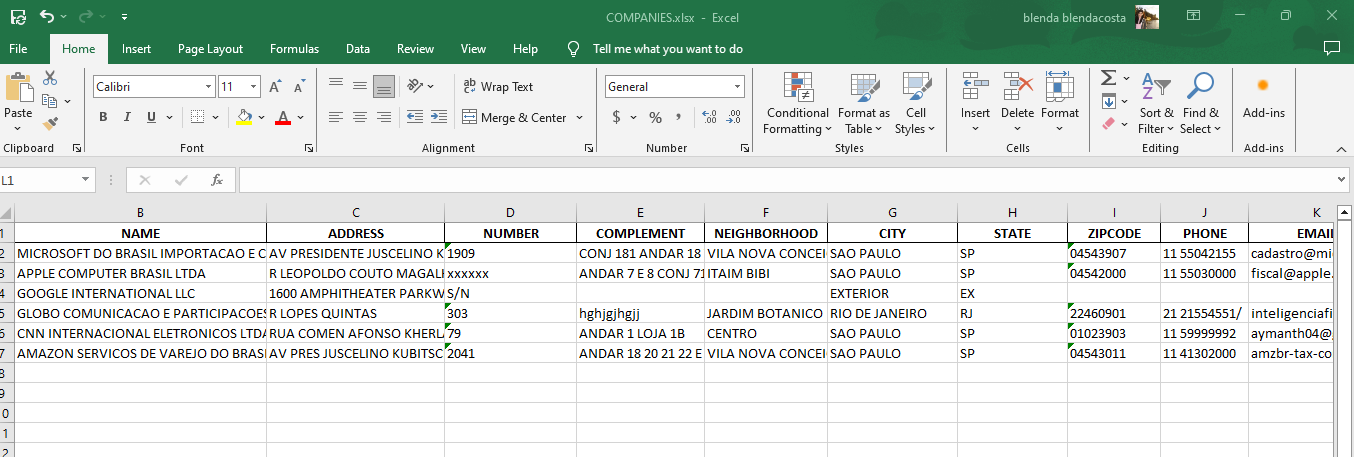 COMPANIES.xlsx - Excel
blenda blendacosta
File Home Insert Page Layout Formulas Data Review View Help Tell me what you want to do
Paste
Calibri 11 A A
B I U A
ab Wrap Text
Merge & Center
General
$ % , .00 .0
Conditional Formatting
Format as Table
Cell Styles
Insert Delete Format
Sort & Filter
Find & Select
Add-ins
Clipboard Font Alignment Number Styles Cells Editing Add-ins
L1 fx
B C D E F G H I J K
1 NAME ADDRESS NUMBER COMPLEMENT NEIGHBORHOOD CITY STATE ZIPCODE PHONE EMAIL
2 MICROSOFT DO BRASIL IMPORTACAO E C AV PRESIDENTE JUSCELINO K 1909 CONJ 181 ANDAR 18 VILA NOVA CONCEI SAO PAULO SP 04543907 11 55042155 cadastro@mi
3 APPLE COMPUTER BRASIL LTDA R LEOPOLDO COUTO MAGAL xxxxxx ANDAR 7 E 8 CONJ 71 ITAIM BIBI SAO PAULO SP 04542000 11 55030000 fiscal@apple.
4 GOOGLE INTERNATIONAL LLC 1600 AMPHITHEATER PARKW S/N EXTERIOR EX
5 GLOBO COMUNICACAO E PARTICIPACOES R LOPES QUINTAS 303 hghjgjhgjj JARDIM BOTANICO RIO DE JANEIRO RJ 22460901 21 21554551/ inteligenciafi
6 CNN INTERNACIONAL ELETRONICOS LTDA RUA COMEN AFONSO KHERL 79 ANDAR 1 LOJA 1B CENTRO SAO PAULO SP 01023903 11 59999992 aymanth04@
7 AMAZON SERVICOS DE VAREJO DO BRAS AV PRES JUSCELINO KUBITSC 2041 ANDAR 18 20 21 22 E VILA NOVA CONCEI SAO PAULO SP 04543011 11 41302000 amzbr-tax-co
8
9
0
1
2